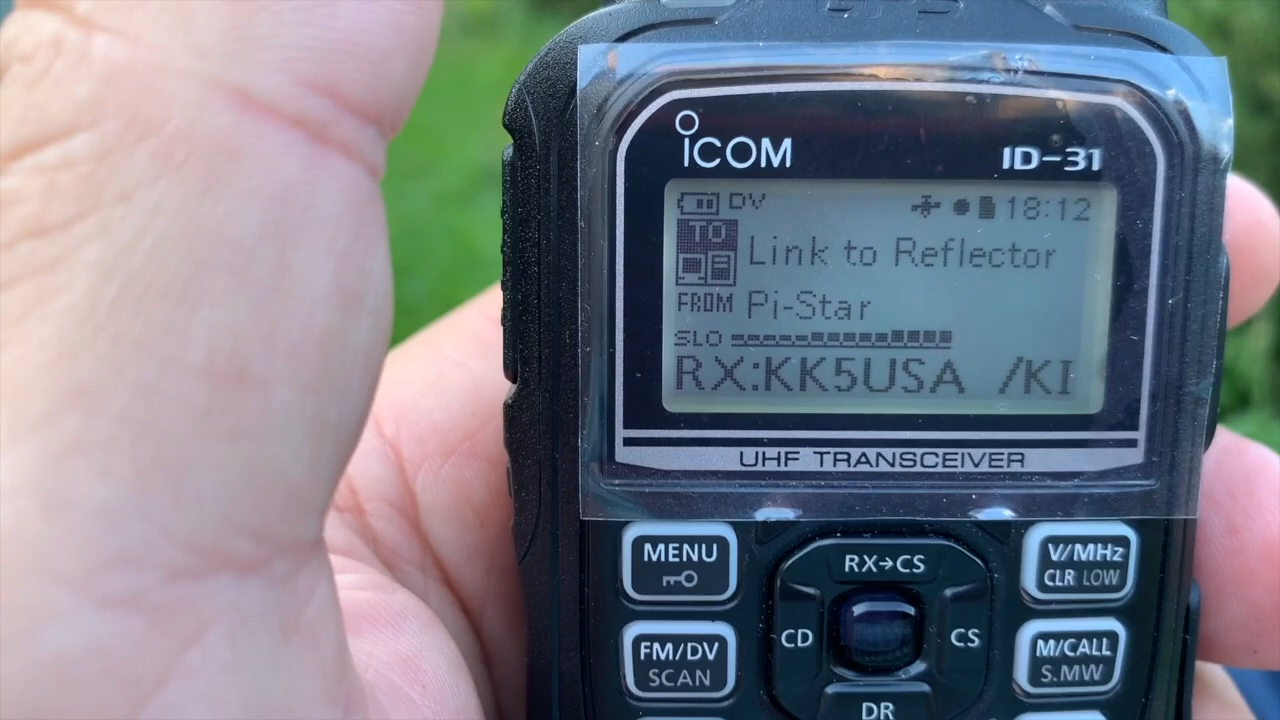 ICOM
ID-31
DV 18:12
TO Link to Reflector
FROM Pi-Star
SLO
RX:KK5USA /KI
UHF TRANSCEIVER
MENU
RX→CS
V/MHz
CLR LOW
FM/DV
SCAN
CD
CS
M/CALL
S.MW
DR